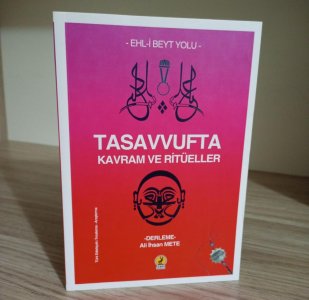 - EHL-İ BEYT YOLU -
TASAVVUFTA
KAVRAM VE RİTÜELLER
-DERLEME-
Ali İhsan METE